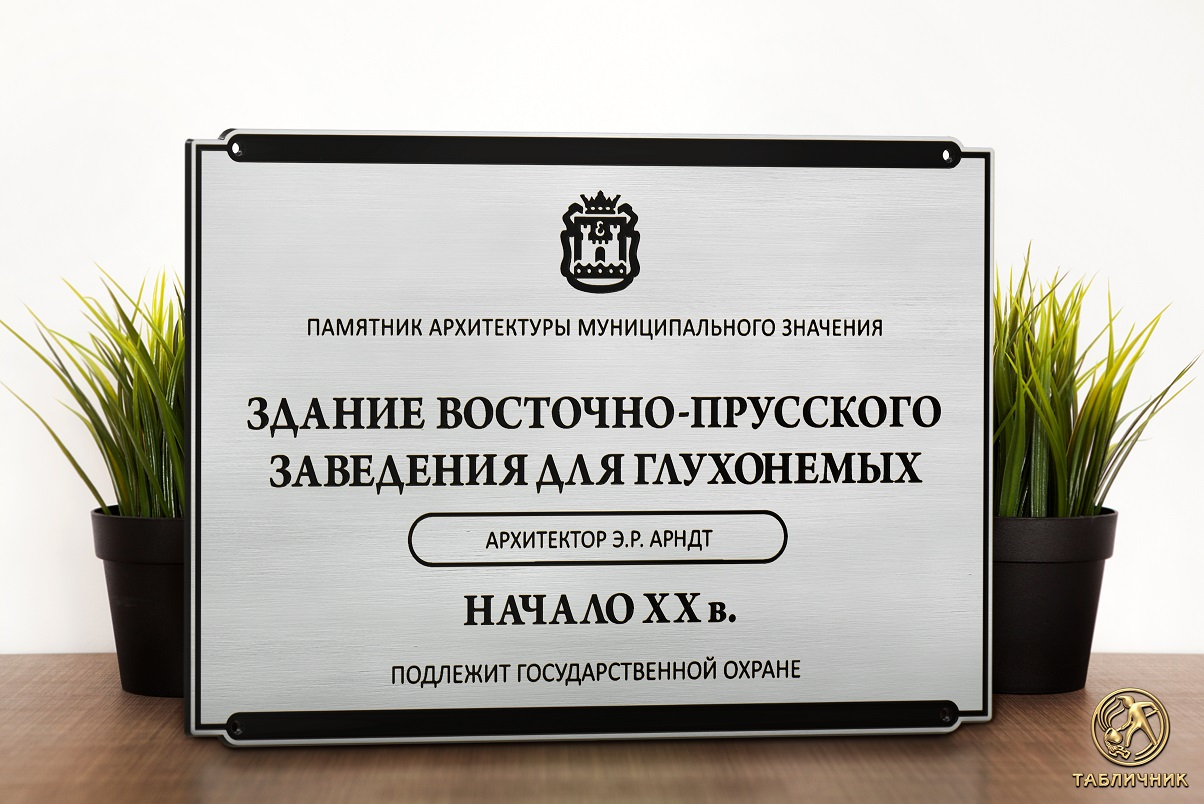 ПАМЯТНИК АРХИТЕКТУРЫ МУНИЦИПАЛЬНОГО ЗНАЧЕНИЯ
ЗДАНИЕ ВОСТОЧНО-ПРУССКОГО
ЗАВЕДЕНИЯ ДЛЯ ГЛУХОНЕМЫХ
АРХИТЕКТОР Э.Р. АРНДТ
НАЧАЛО XX в.
ПОДЛЕЖИТ ГОСУДАРСТВЕННОЙ ОХРАНЕ
ТАБЛИЧНИК